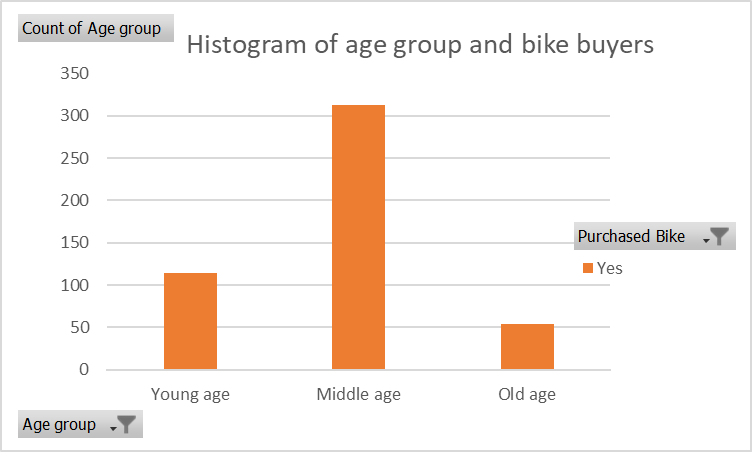 Count of Age group
Histogram of age group and bike buyers
350
300
250
200
150
100
50
0
Young age
Middle age
Old age
Purchased Bike
Yes
Age group